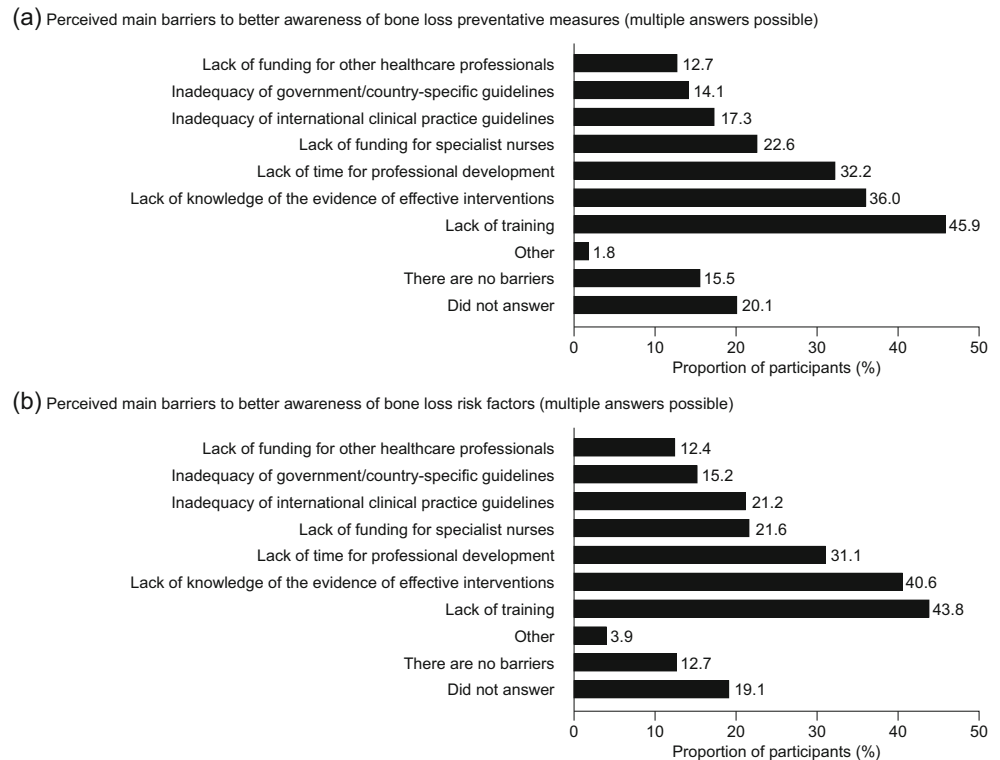 (a) Perceived main barriers to better awareness of bone loss preventative measures (multiple answers possible)
Lack of funding for other healthcare professionals 12.7
Inadequacy of government/country-specific guidelines 14.1
Inadequacy of international clinical practice guidelines 17.3
Lack of funding for specialist nurses 22.6
Lack of time for professional development 32.2
Lack of knowledge of the evidence of effective interventions 36.0
Lack of training 45.9
Other 1.8
There are no barriers 15.5
Did not answer 20.1
0 10 20 30 40 50
Proportion of participants (%)
(b) Perceived main barriers to better awareness of bone loss risk factors (multiple answers possible)
Lack of funding for other healthcare professionals 12.4
Inadequacy of government/country-specific guidelines 15.2
Inadequacy of international clinical practice guidelines 21.2
Lack of funding for specialist nurses 21.6
Lack of time for professional development 31.1
Lack of knowledge of the evidence of effective interventions 40.6
Lack of training 43.8
Other 3.9
There are no barriers 12.7
Did not answer 19.1
0 10 20 30 40 50
Proportion of participants (%)